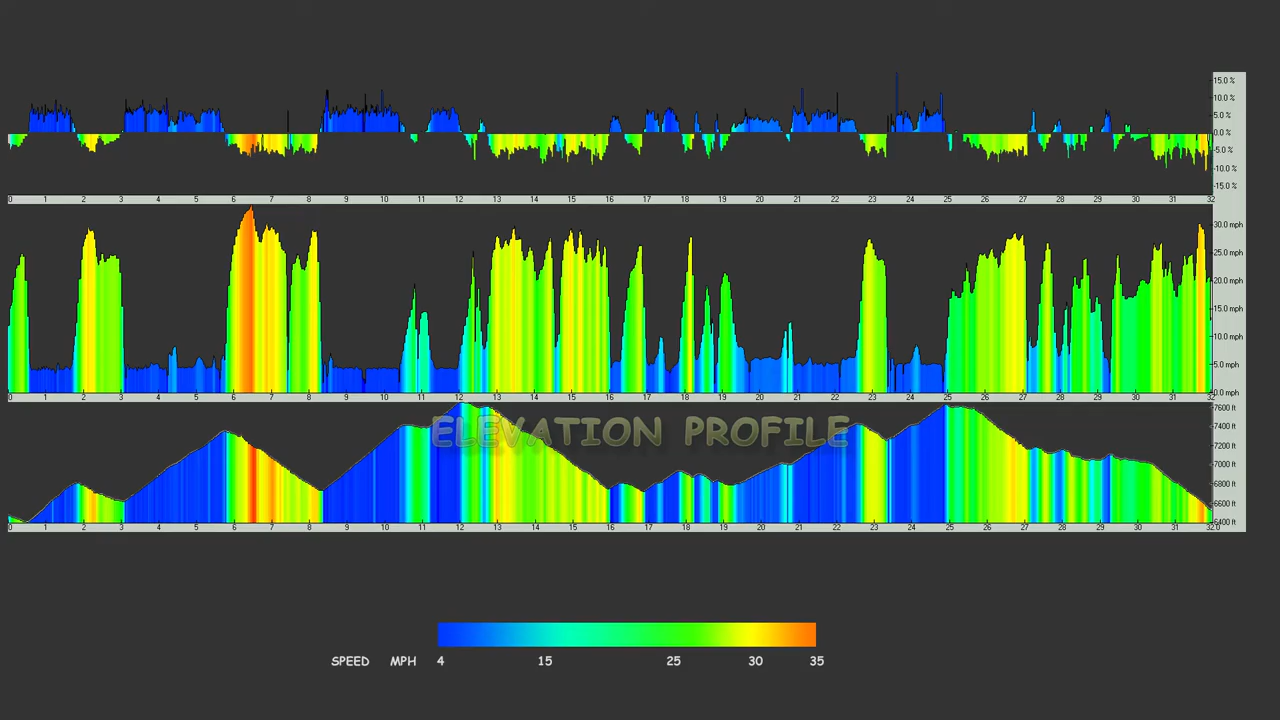 15.0 %
10.0 %
5.0 %
0.0 %
-5.0 %
-10.0 %
-15.0 %
0 1 2 3 4 5 6 7 8 9 10 11 12 13 14 15 16 17 18 19 20 21 22 23 24 25 26 27 28 29 30 31 32
30.0 mph
25.0 mph
20.0 mph
15.0 mph
10.0 mph
5.0 mph
0.0 mph
0 1 2 3 4 5 6 7 8 9 10 11 12 13 14 15 16 17 18 19 20 21 22 23 24 25 26 27 28 29 30 31 32
ELEVATION PROFILE
7600 ft
7400 ft
7200 ft
7000 ft
6800 ft
6600 ft
6400 ft
0 1 2 3 4 5 6 7 8 9 10 11 12 13 14 15 16 17 18 19 20 21 22 23 24 25 26 27 28 29 30 31 32.0
SPEED MPH 4 15 25 30 35